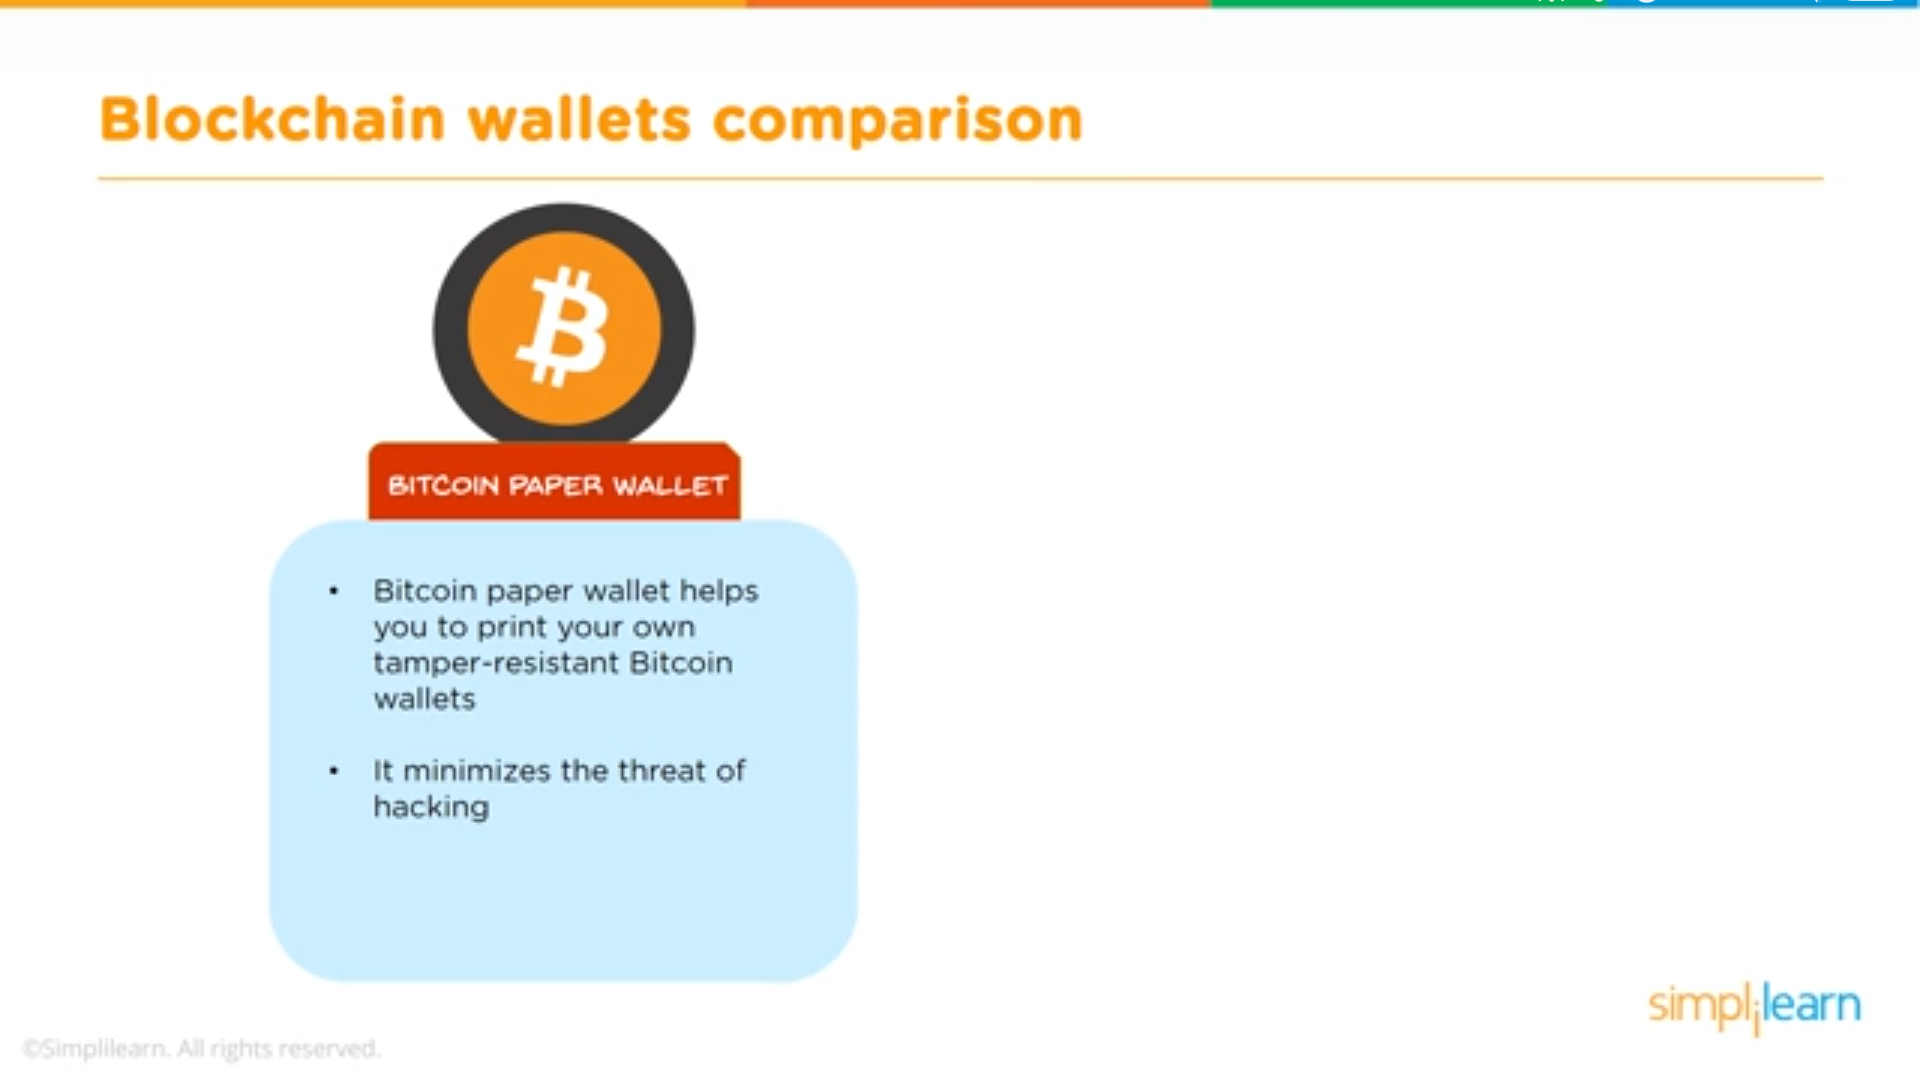 Blockchain wallets comparison
BITCOIN PAPER WALLET
• Bitcoin paper wallet helps
you to print your own
tamper-resistant Bitcoin
wallets
• It minimizes the threat of
hacking
simplilearn
©Simplilearn. All rights reserved.